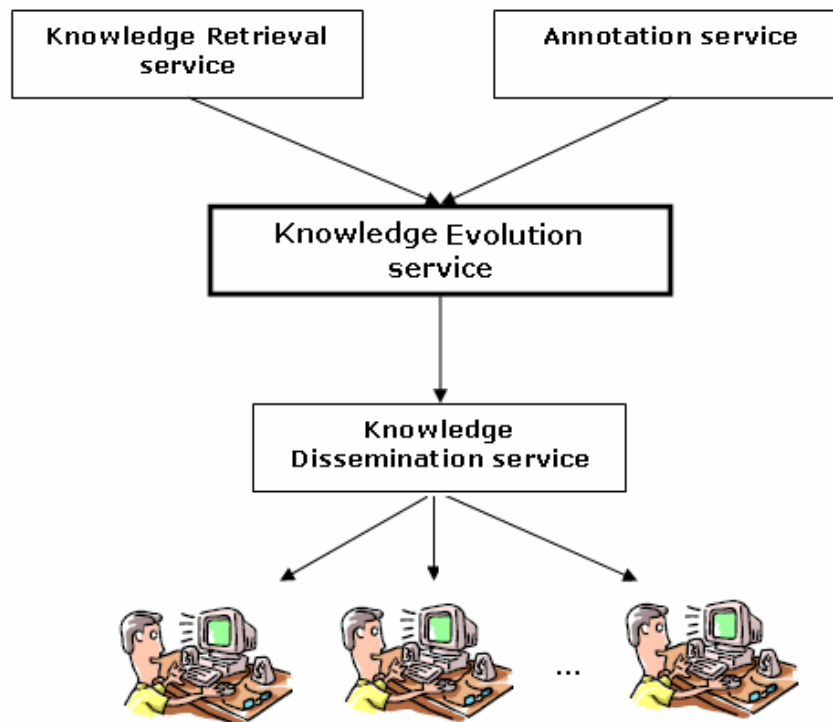 Knowledge Retrieval
service
Annotation service
Knowledge Evolution
service
Knowledge
Dissemination service
...